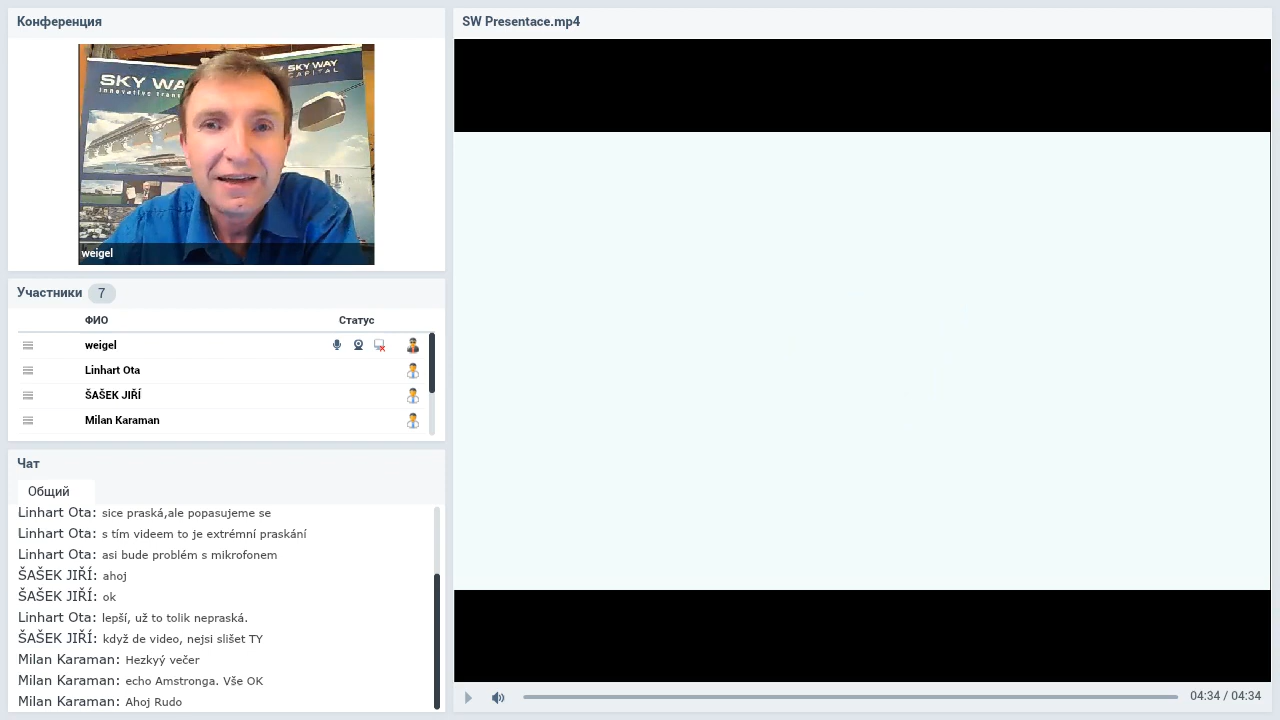 Конференция
SKY WA
innovative trans
SKY WAY
CAPITAL
weigel
Участники 7
ФИО Статус
weigel
Linhart Ota
ŠAŠEK JIŘÍ
Milan Karaman
Чат
Общий
Linhart Ota: sice praská,ale popasujeme se
Linhart Ota: s tím videem to je extrémní praskání
Linhart Ota: asi bude problém s mikrofonem
ŠAŠEK JIŘÍ: ahoj
ŠAŠEK JIŘÍ: ok
Linhart Ota: lepší, už to tolik nepraská.
ŠAŠEK JIŘÍ: když de video, nejsi slišet TY
Milan Karaman: Hezkyý večer
Milan Karaman: echo Amstronga. Vše OK
Milan Karaman: Ahoj Rudo
SW Presentace.mp4
04:34 / 04:34